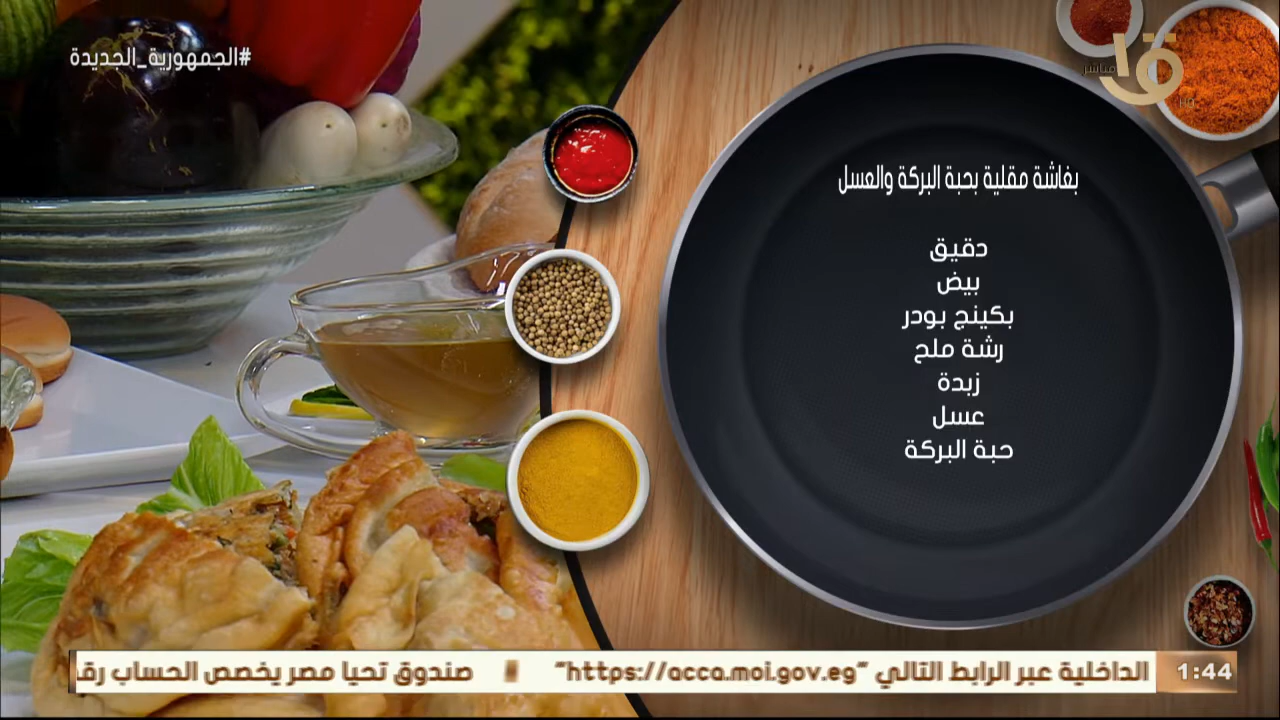 #الجمهورية_الجديدة
مباشر
بغاشة مقلية بحبة البركة والعسل
دقيق
بيض
بكينج بودر
رشة ملح
زبدة
عسل
حبة البركة
1:44
الداخلية عبر الرابط التالي "https://acca.moi.gov.eg" صندوق تحيا مصر يخصص الحساب رق